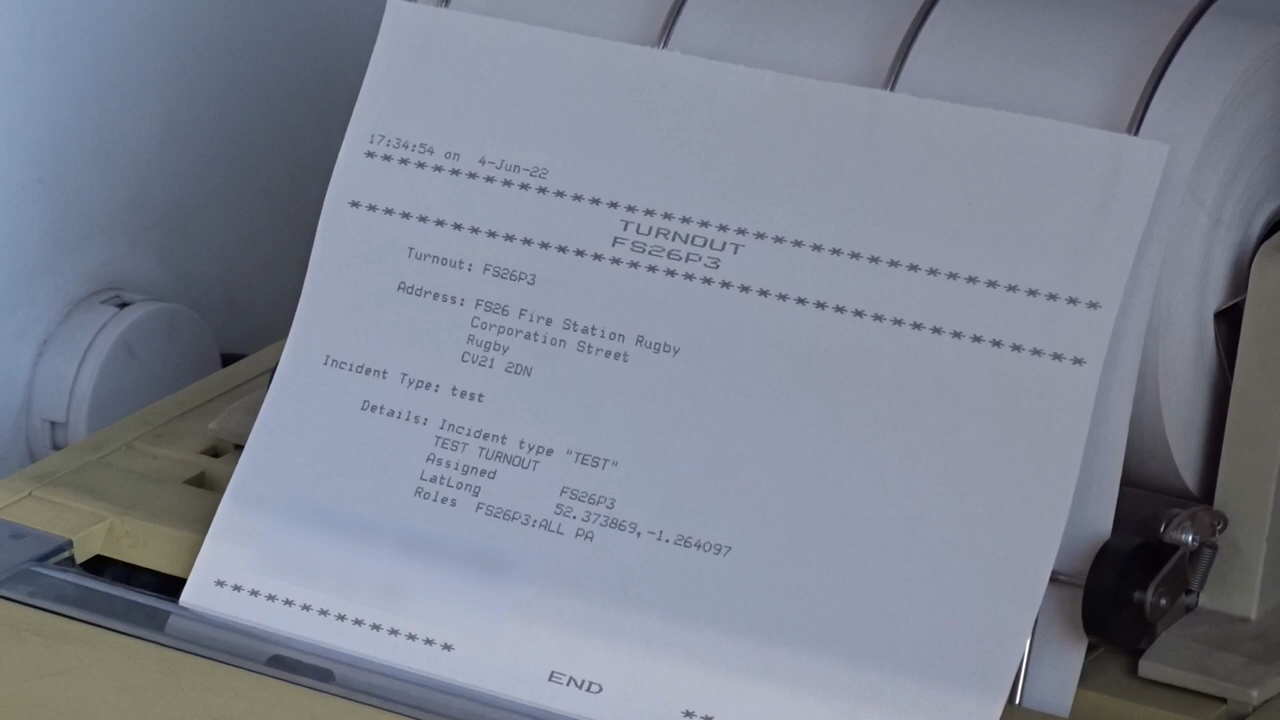 17:34:54 on  4-Jun-22
*******************************************
TURNOUT
FS26P3
*******************************************
Turnout: FS26P3
Address: FS26 Fire Station Rugby
Corporation Street
Rugby
CV21 2DN
Incident Type: test
Details: Incident type "TEST"
TEST TURNOUT
Assigned FS26P3
LatLong 52.373869,-1.264097
Roles FS26P3:ALL PA
**************
END
**